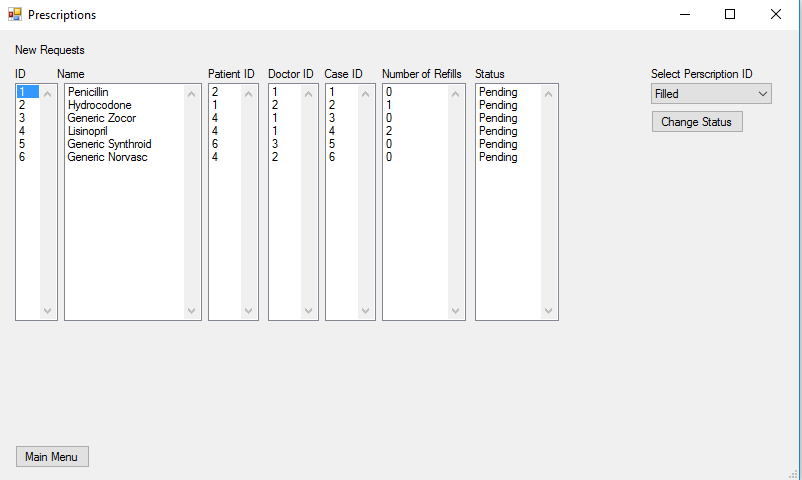 Prescriptions
New Requests
ID Name Patient ID Doctor ID Case ID Number of Refills Status Select Perscription ID
1 Penicillin 2 1 1 0 Pending Filled
2 Hydrocodone 1 2 2 1 Pending
3 Generic Zocor 4 1 3 0 Pending Change Status
4 Lisinopril 4 1 4 2 Pending
5 Generic Synthroid 6 3 5 0 Pending
6 Generic Norvasc 4 2 6 0 Pending
Main Menu